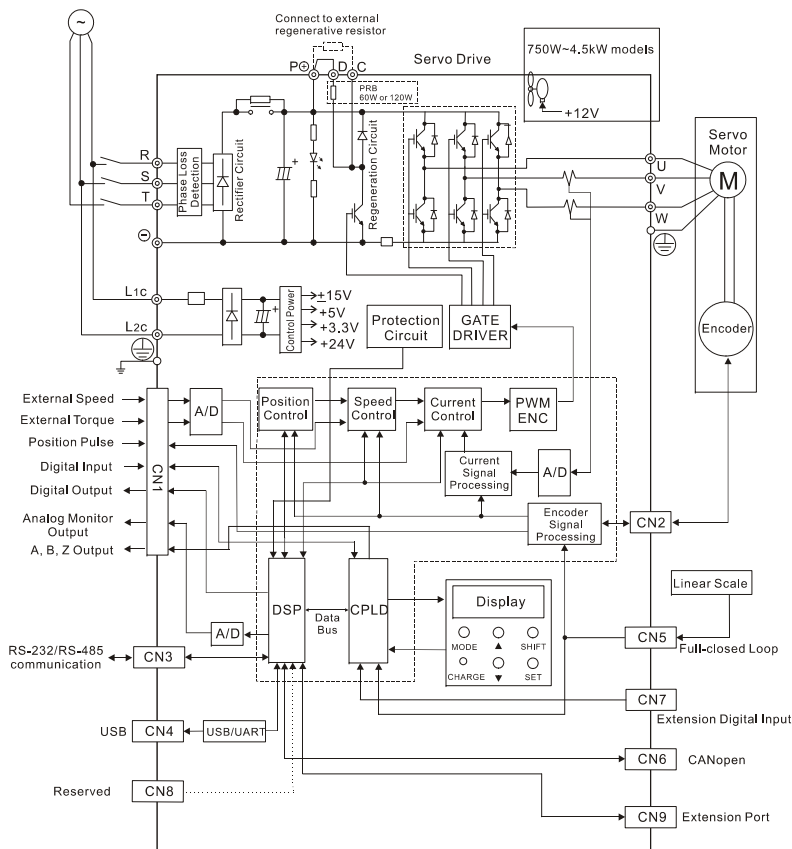 Connect to external
regenerative resistor
~
P⊕ D C
Servo Drive
750W~4.5kW models
+12V
PRB
60W or 120W
R
S
T
⊖
Phase Loss
Detection
Rectifier Circuit
+
Regeneration Circuit
U
V
W
Servo
Motor
M
Encoder
L1c
L2c
+
Control Power
±15V
+5V
+3.3V
+24V
Protection
Circuit
GATE
DRIVER
External Speed
External Torque
Position Pulse
Digital Input
Digital Output
Analog Monitor
Output
A, B, Z Output
CN1
A/D
Position
Control
Speed
Control
Current
Control
PWM
ENC
Current
Signal
Processing
A/D
Encoder
Signal
Processing
CN2
DSP
Data
Bus
CPLD
A/D
Display
MODE
▲
SHIFT
CHARGE
▼
SET
Linear Scale
CN5
Full-closed Loop
RS-232/RS-485
communication
CN3
CN7
Extension Digital Input
USB
CN4
USB/UART
CN6
CANopen
Reserved
CN8
CN9
Extension Port